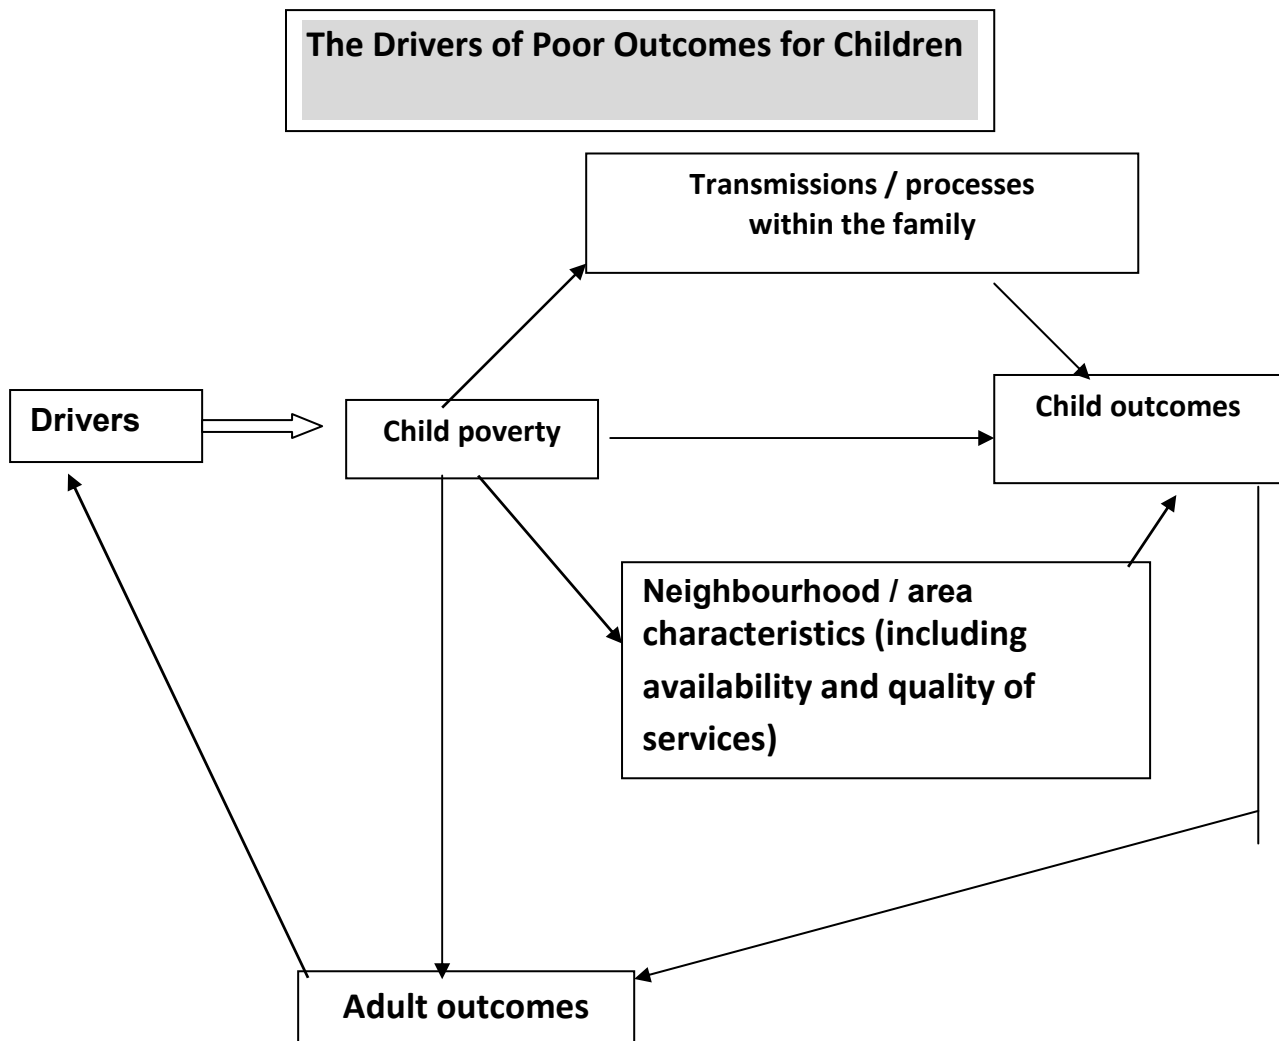 The Drivers of Poor Outcomes for Children
Transmissions / processes
within the family
Drivers
Child poverty
Child outcomes
Neighbourhood / area
characteristics (including
availability and quality of
services)
Adult outcomes